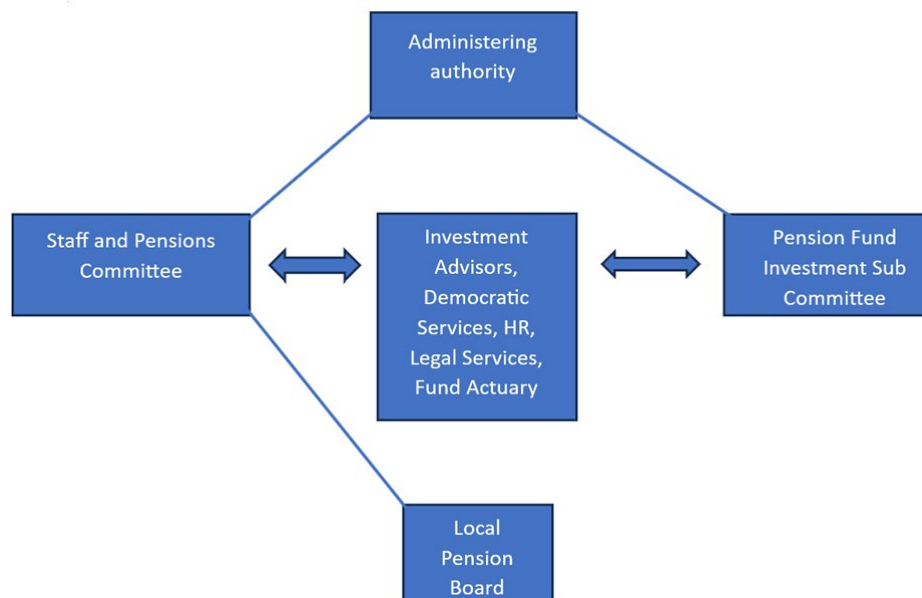 Administering
authority
Staff and Pensions
Committee
Investment
Advisors,
Democratic
Services, HR,
Legal Services,
Fund Actuary
Pension Fund
Investment Sub
Committee
Local
Pension
Board